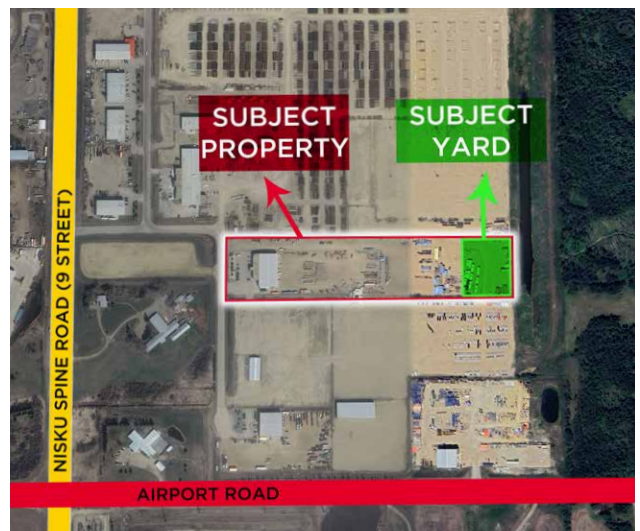 SUBJECT
PROPERTY
SUBJECT
YARD
NISKU SPINE ROAD (9 STREET)
AIRPORT ROAD